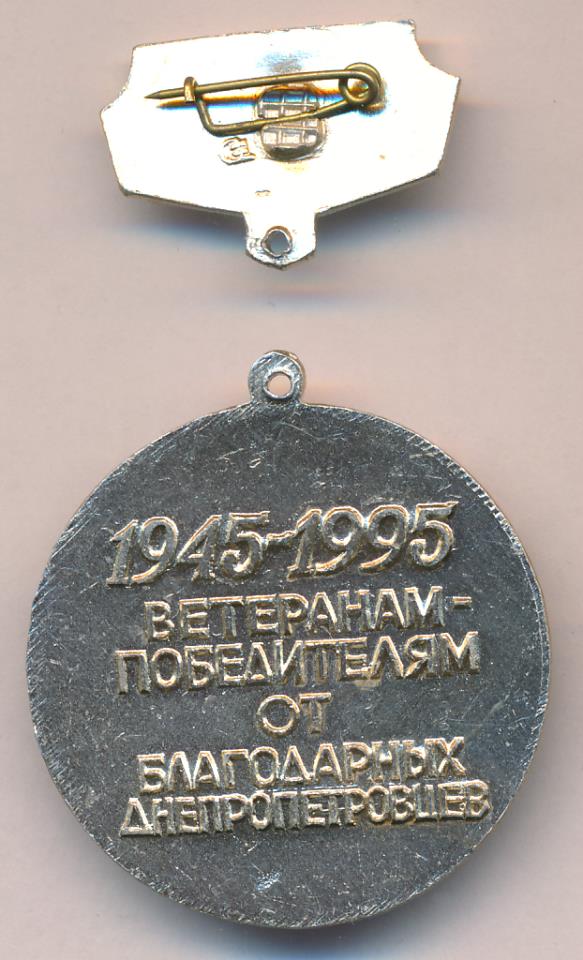 1945-1995
ВЕТЕРАНАМ-
ПОБЕДИТЕЛЯМ
ОТ
БЛАГОДАРНЫХ
ДНЕПРОПЕТРОВЦЕВ